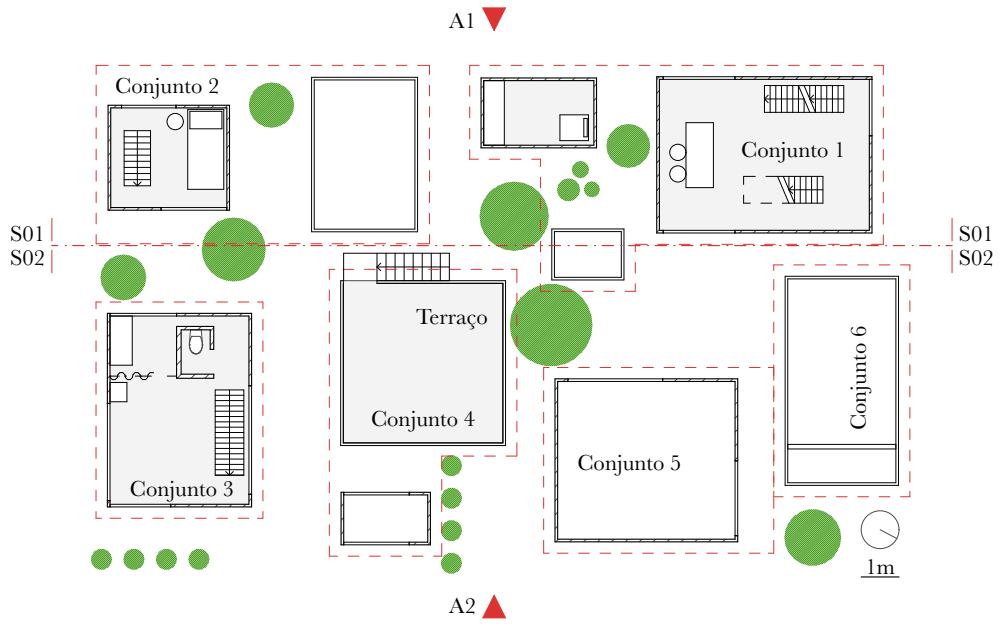 A1
Conjunto 2
Conjunto 1
S01
S01
S02
S02
Terraço
Conjunto 6
Conjunto 4
Conjunto 5
Conjunto 3
1m
A2